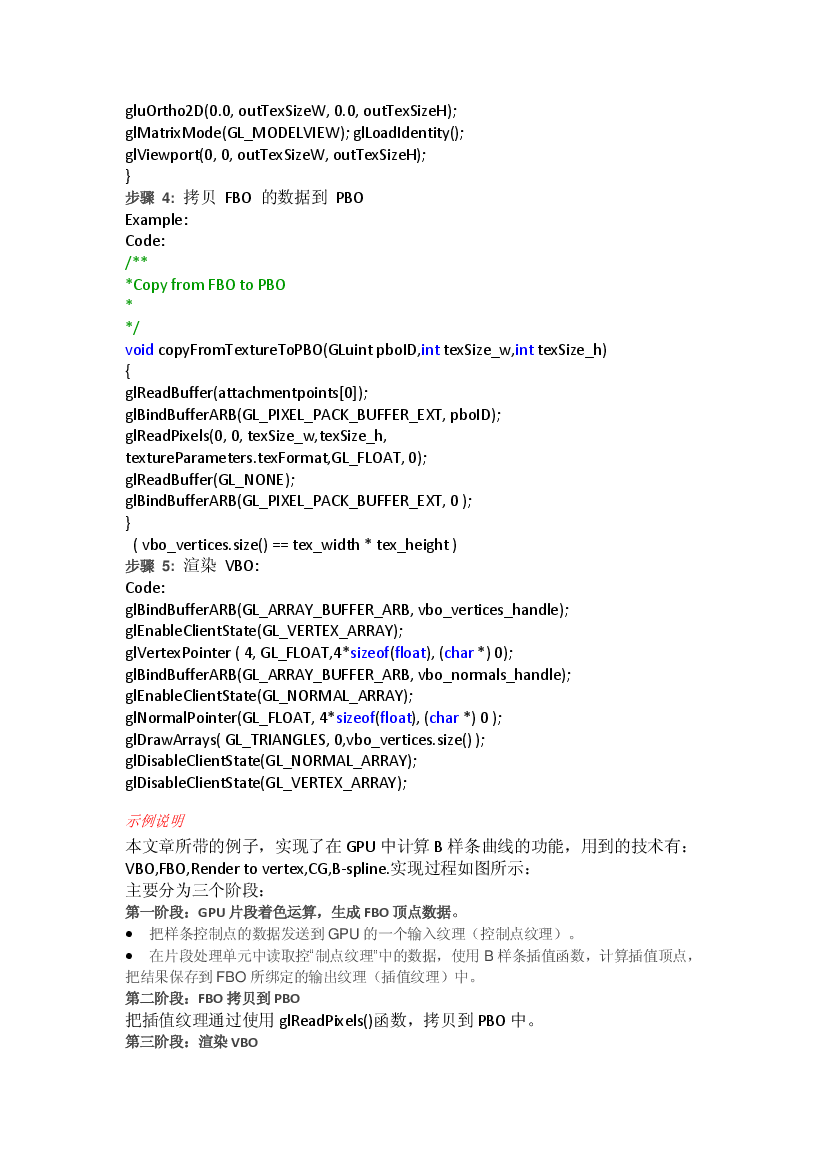 gluOrtho2D(0.0, outTexSizeW, 0.0, outTexSizeH);
glMatrixMode(GL_MODELVIEW); glLoadIdentity();
glViewport(0, 0, outTexSizeW, outTexSizeH);
}
步骤 4: 拷贝 FBO 的数据到 PBO
Example:
Code:
/**
*Copy from FBO to PBO
*
*/
void copyFromTextureToPBO(GLuint pboID,int texSize_w,int texSize_h)
{
glReadBuffer(attachmentpoints[0]);
glBindBufferARB(GL_PIXEL_PACK_BUFFER_EXT, pboID);
glReadPixels(0, 0, texSize_w,texSize_h,
textureParameters.texFormat,GL_FLOAT, 0);
glReadBuffer(GL_NONE);
glBindBufferARB(GL_PIXEL_PACK_BUFFER_EXT, 0 );
}
( vbo_vertices.size() == tex_width * tex_height )
步骤 5: 渲染 VBO:
Code:
glBindBufferARB(GL_ARRAY_BUFFER_ARB, vbo_vertices_handle);
glEnableClientState(GL_VERTEX_ARRAY);
glVertexPointer ( 4, GL_FLOAT,4*sizeof(float), (char *) 0);
glBindBufferARB(GL_ARRAY_BUFFER_ARB, vbo_normals_handle);
glEnableClientState(GL_NORMAL_ARRAY);
glNormalPointer(GL_FLOAT, 4*sizeof(float), (char *) 0 );
glDrawArrays( GL_TRIANGLES, 0,vbo_vertices.size() );
glDisableClientState(GL_NORMAL_ARRAY);
glDisableClientState(GL_VERTEX_ARRAY);
示例说明
本文章所带的例子，实现了在 GPU 中计算 B 样条曲线的功能，用到的技术有：
VBO,FBO,Render to vertex,CG,B-spline.实现过程如图所示：
主要分为三个阶段：
第一阶段：GPU 片段着色运算，生成 FBO 顶点数据。
• 把样条控制点的数据发送到 GPU 的一个输入纹理（控制点纹理）。
• 在片段处理单元中读取控“制点纹理”中的数据，使用 B 样条插值函数，计算插值顶点，
把结果保存到 FBO 所绑定的输出纹理（插值纹理）中。
第二阶段：FBO 拷贝到 PBO
把插值纹理通过使用 glReadPixels()函数，拷贝到 PBO 中。
第三阶段：渲染 VBO